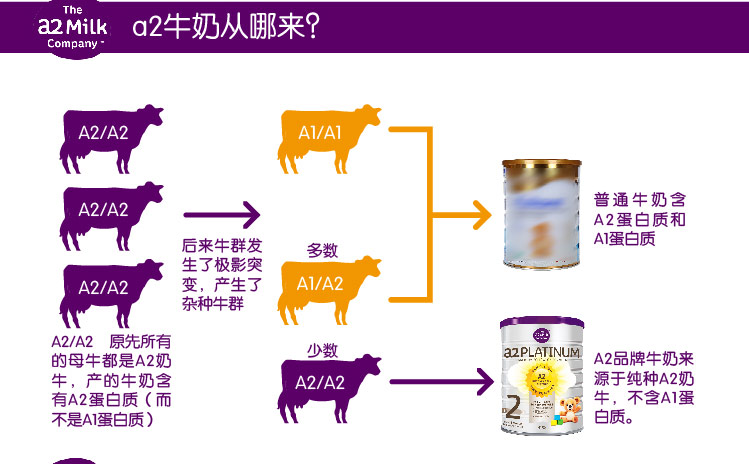 The
a2 Milk
Company™
a2牛奶从哪来？
A2/A2
A2/A2
A2/A2
A2/A2 原先所有
的母牛都是A2奶
牛，产的牛奶含
有A2蛋白质（而
不是A1蛋白质）
后来牛群发
生了极影突
变，产生了
杂种牛群
A1/A1
多数
A1/A2
少数
A2/A2
普通牛奶含
A2蛋白质和
A1蛋白质
a2PLATINUM
A2
2
A2品牌牛奶来
源于纯种A2奶
牛，不含A1蛋
白质。